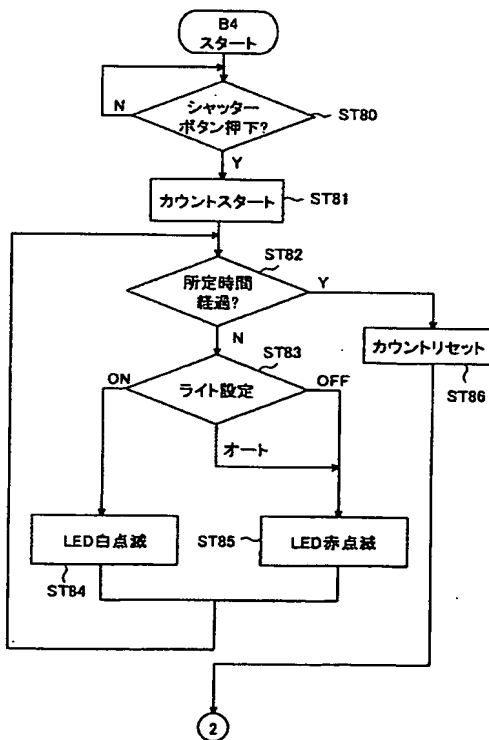 B4
スタート
N
シャッター
ボタン押下?
ST80
Y
カウントスタート
ST81
ST82
所定時間
経過?
Y
N
カウントリセット
ST86
ST83
ON
ライト設定
OFF
オート
LED白点滅
ST84
ST85
LED赤点滅
2